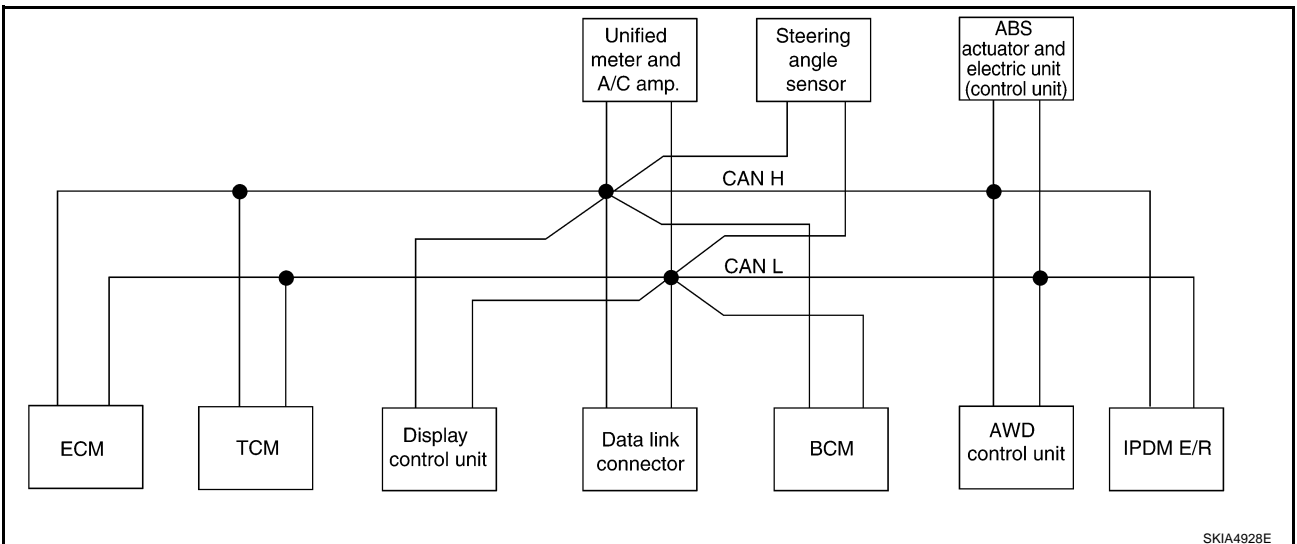 Unified
meter and
A/C amp.
Steering
angle
sensor
ABS
actuator and
electric unit
(control unit)
CAN H
CAN L
ECM
TCM
Display
control unit
Data link
connector
BCM
AWD
control unit
IPDM E/R
SKIA4928E